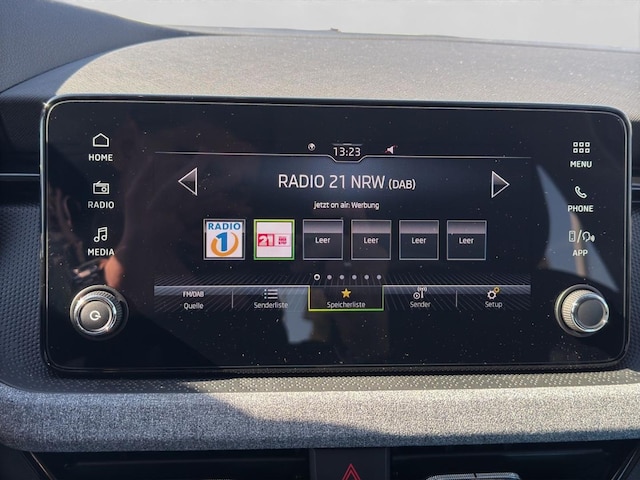 HOME
RADIO
MEDIA
13:23
RADIO 21 NRW (DAB)
Jetzt on air: Werbung
RADIO
1
21
Leer
Leer
Leer
Leer
FM/DAB
Quelle
Senderliste
Speicherliste
Sender
Setup
MENU
PHONE
APP